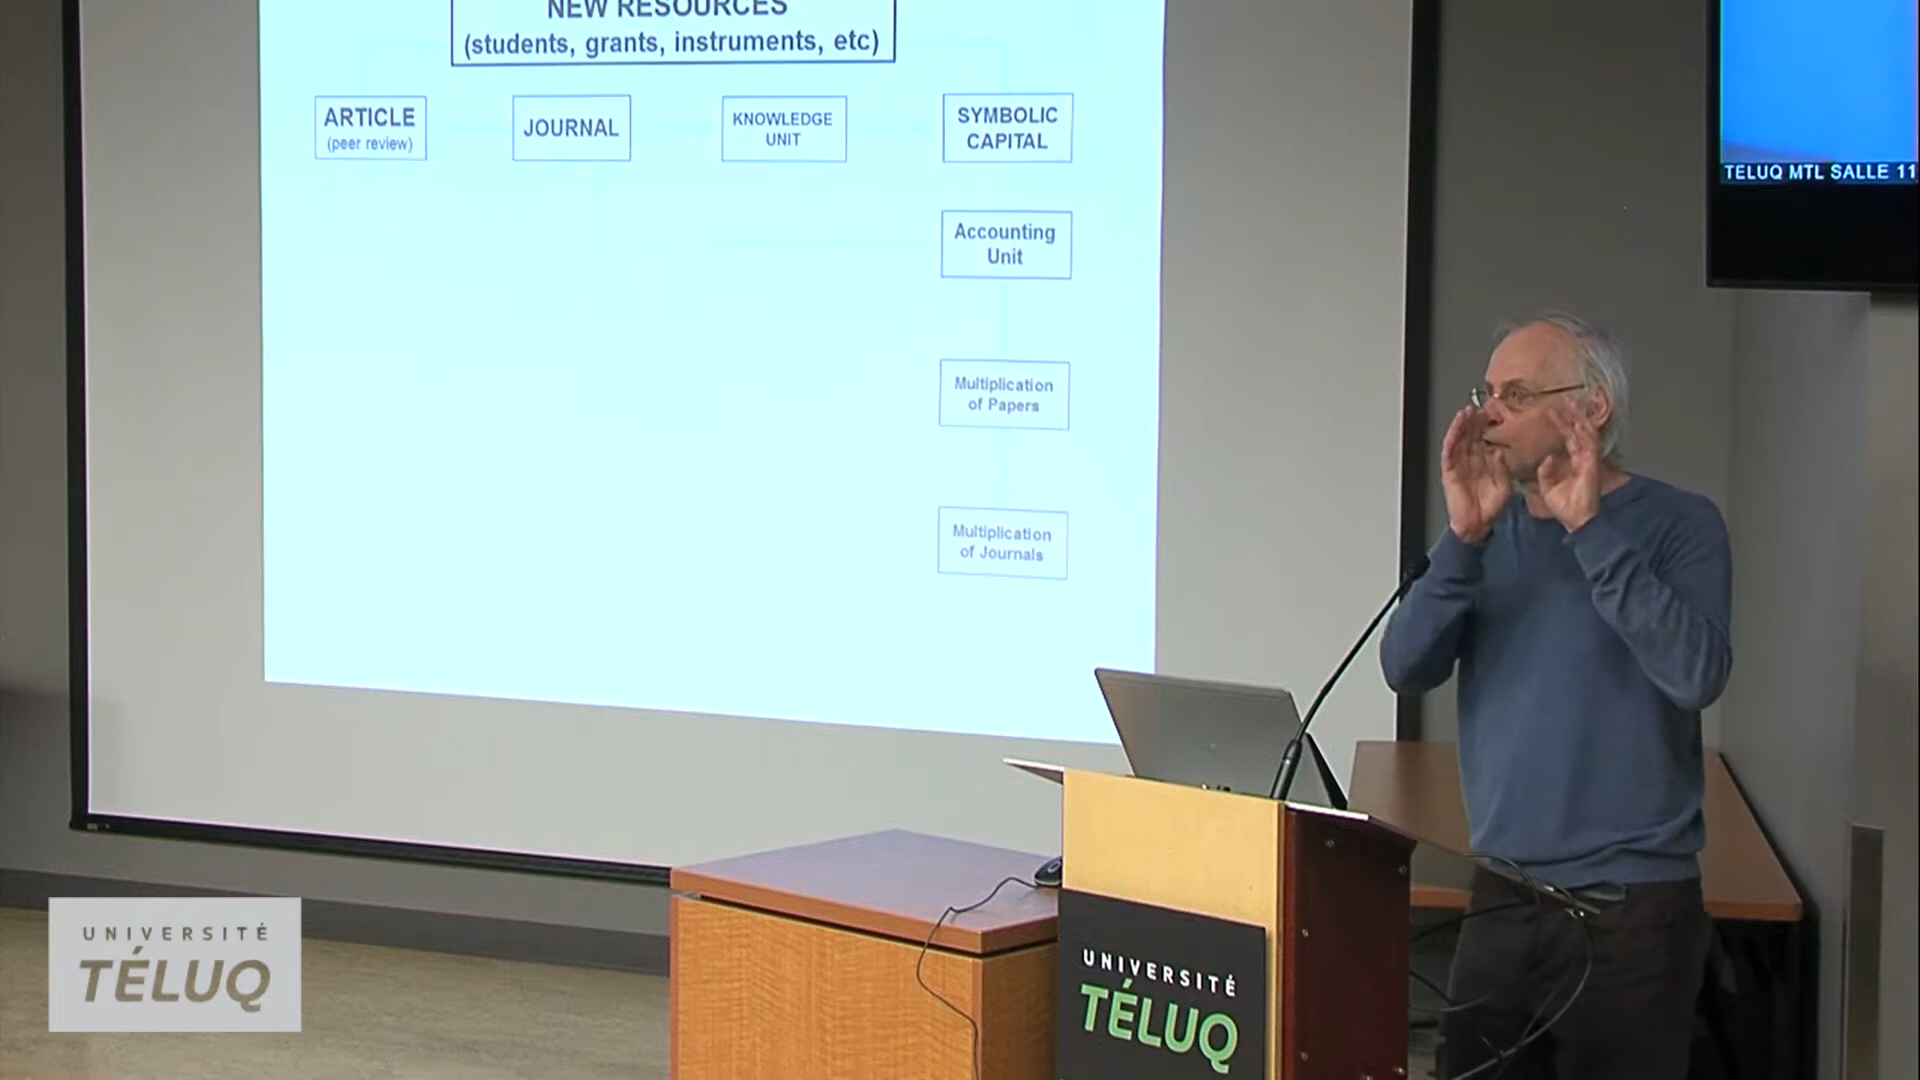 NEW RESOURCES
(students, grants, instruments, etc)
ARTICLE
(peer review)
JOURNAL
KNOWLEDGE
UNIT
SYMBOLIC
CAPITAL
Accounting
Unit
Multiplication
of Papers
Multiplication
of Journals
TELUQ MTL SALLE 11
UNIVERSITÉ
TÉLUQ
UNIVERSITÉ
TÉLUQ